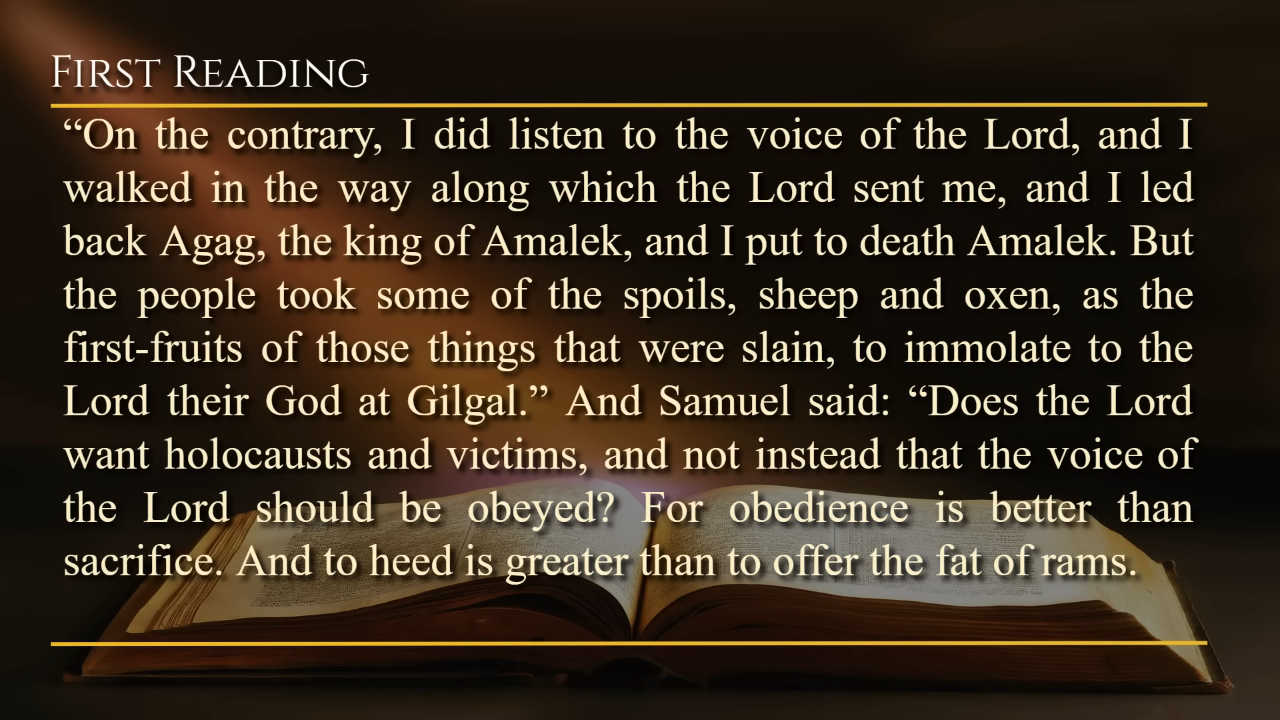 First Reading
“On the contrary, I did listen to the voice of the Lord, and I
walked in the way along which the Lord sent me, and I led
back Agag, the king of Amalek, and I put to death Amalek. But
the people took some of the spoils, sheep and oxen, as the
first-fruits of those things that were slain, to immolate to the
Lord their God at Gilgal.” And Samuel said: “Does the Lord
want holocausts and victims, and not instead that the voice of
the Lord should be obeyed? For obedience is better than
sacrifice. And to heed is greater than to offer the fat of rams.